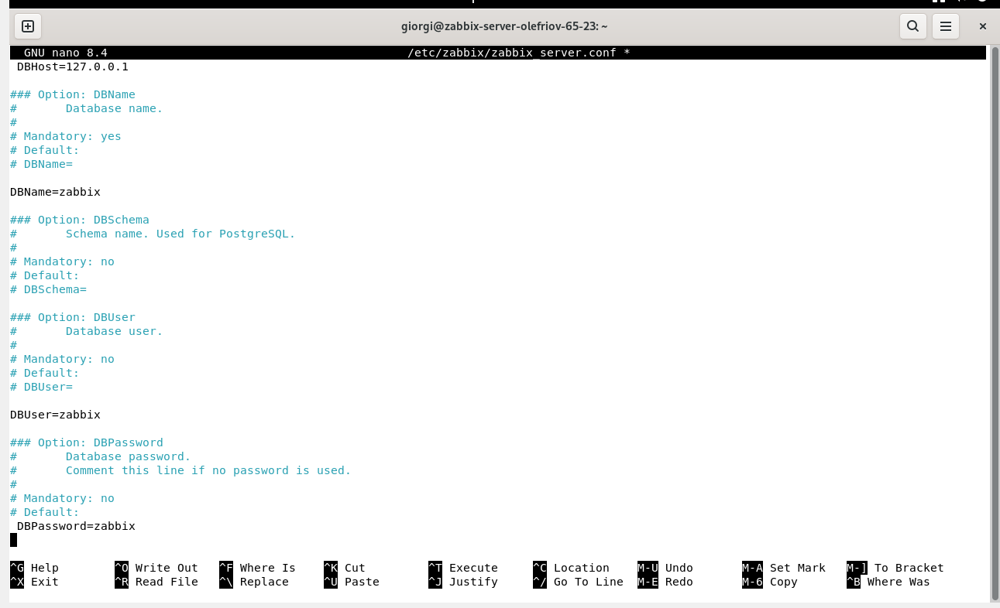 giorgi@zabbix-server-olefriov-65-23: ~
GNU nano 8.4 /etc/zabbix/zabbix_server.conf *
DBHost=127.0.0.1
### Option: DBName
# Database name.
#
# Mandatory: yes
# Default:
# DBName=
DBName=zabbix
### Option: DBSchema
# Schema name. Used for PostgreSQL.
#
# Mandatory: no
# Default:
# DBSchema=
### Option: DBUser
# Database user.
#
# Mandatory: no
# Default:
# DBUser=
DBUser=zabbix
### Option: DBPassword
# Database password.
# Comment this line if no password is used.
#
# Mandatory: no
# Default:
DBPassword=zabbix
^G Help ^O Write Out ^F Where Is ^K Cut ^T Execute ^C Location M-U Undo M-A Set Mark M-] To Bracket
^X Exit ^R Read File ^\ Replace ^U Paste ^J Justify ^/ Go To Line M-E Redo M-6 Copy ^B Where Was